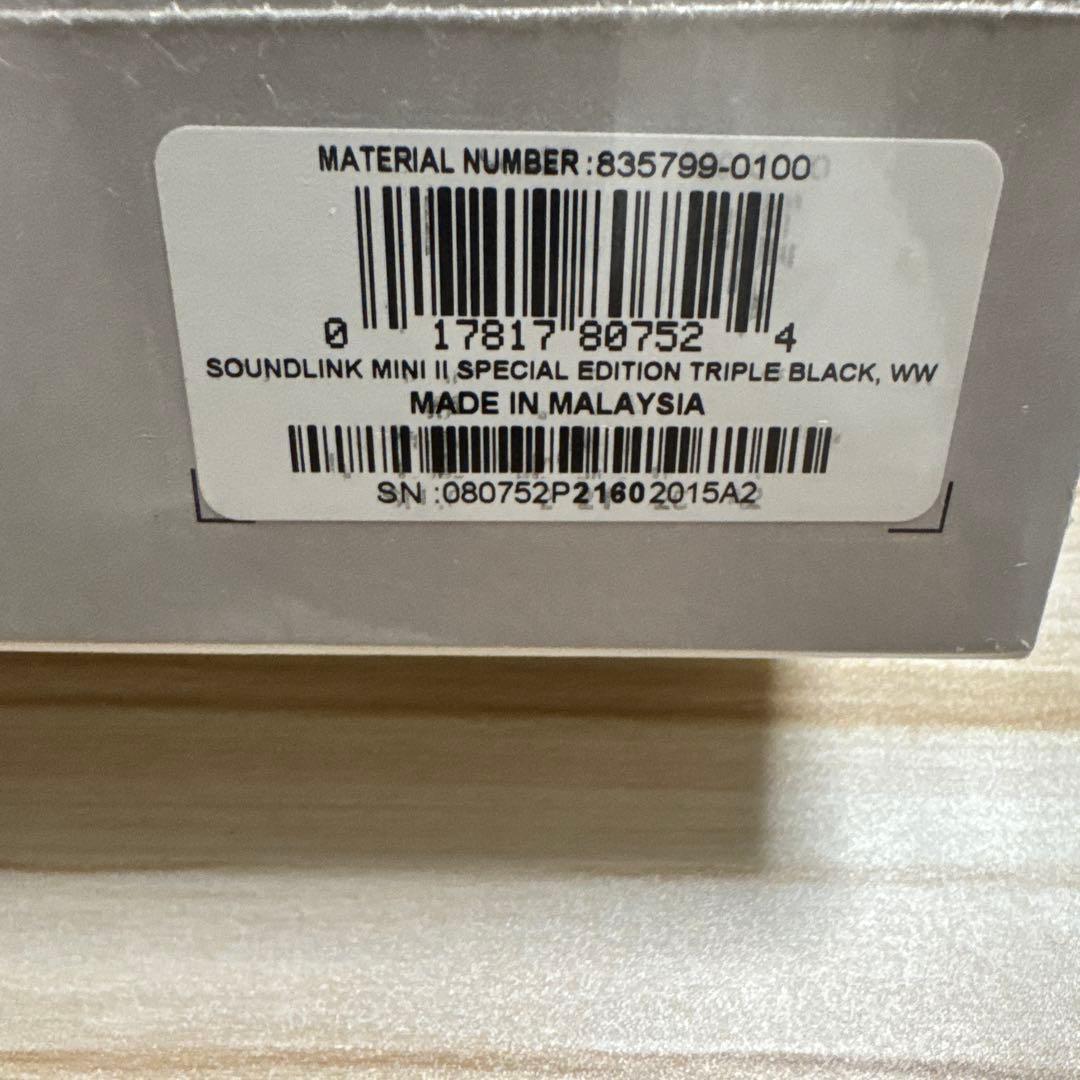 MATERIAL NUMBER :835799-0100
0 17817 80752 4
SOUNDLINK MINI II SPECIAL EDITION TRIPLE BLACK, WW
MADE IN MALAYSIA
SN :080752P21602015A2